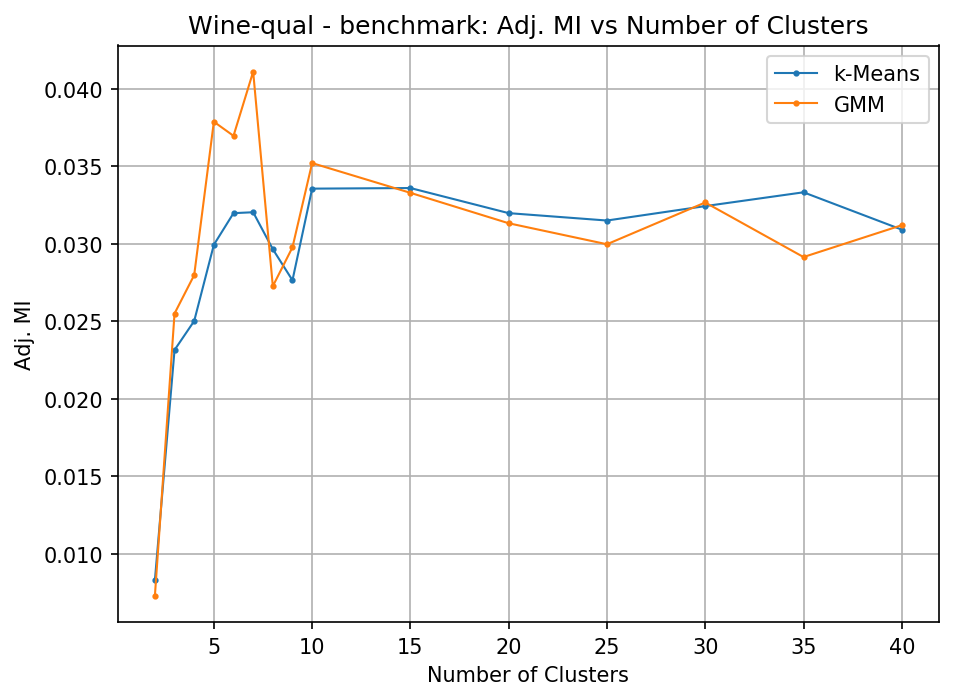 Wine-qual - benchmark: Adj. MI vs Number of Clusters
k-Means
GMM
Adj. MI
0.040
0.035
0.030
0.025
0.020
0.015
0.010
5 10 15 20 25 30 35 40
Number of Clusters